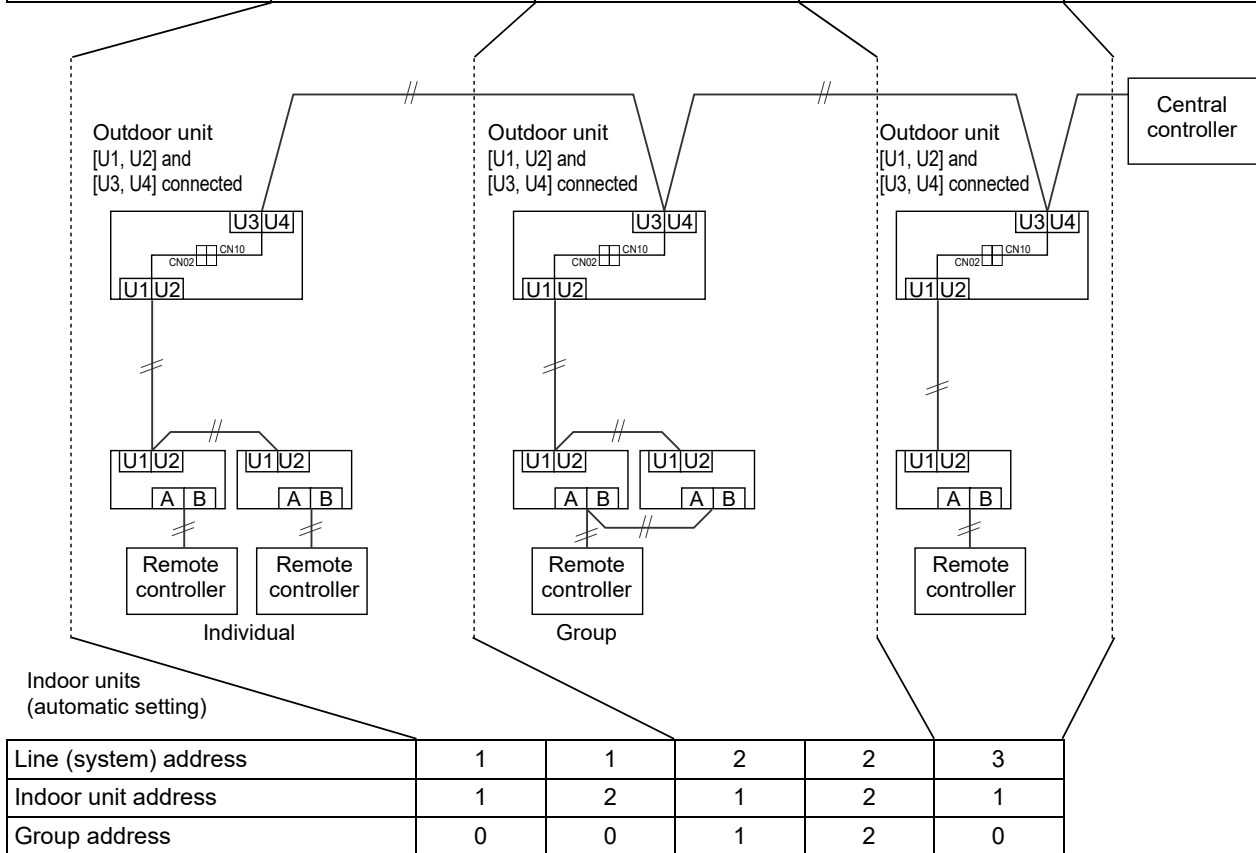 Central
controller
Outdoor unit
[U1, U2] and
[U3, U4] connected
Outdoor unit
[U1, U2] and
[U3, U4] connected
Outdoor unit
[U1, U2] and
[U3, U4] connected
U3 U4
CN02 CN10
U1 U2
U3 U4
CN02 CN10
U1 U2
U3 U4
CN02 CN10
U1 U2
U1 U2
A B
U1 U2
A B
U1 U2
A B
U1 U2
A B
U1 U2
A B
Remote
controller
Remote
controller
Remote
controller
Remote
controller
Individual
Group
Indoor units
(automatic setting)
Line (system) address 1 1 2 2 3
Indoor unit address 1 2 1 2 1
Group address 0 0 1 2 0